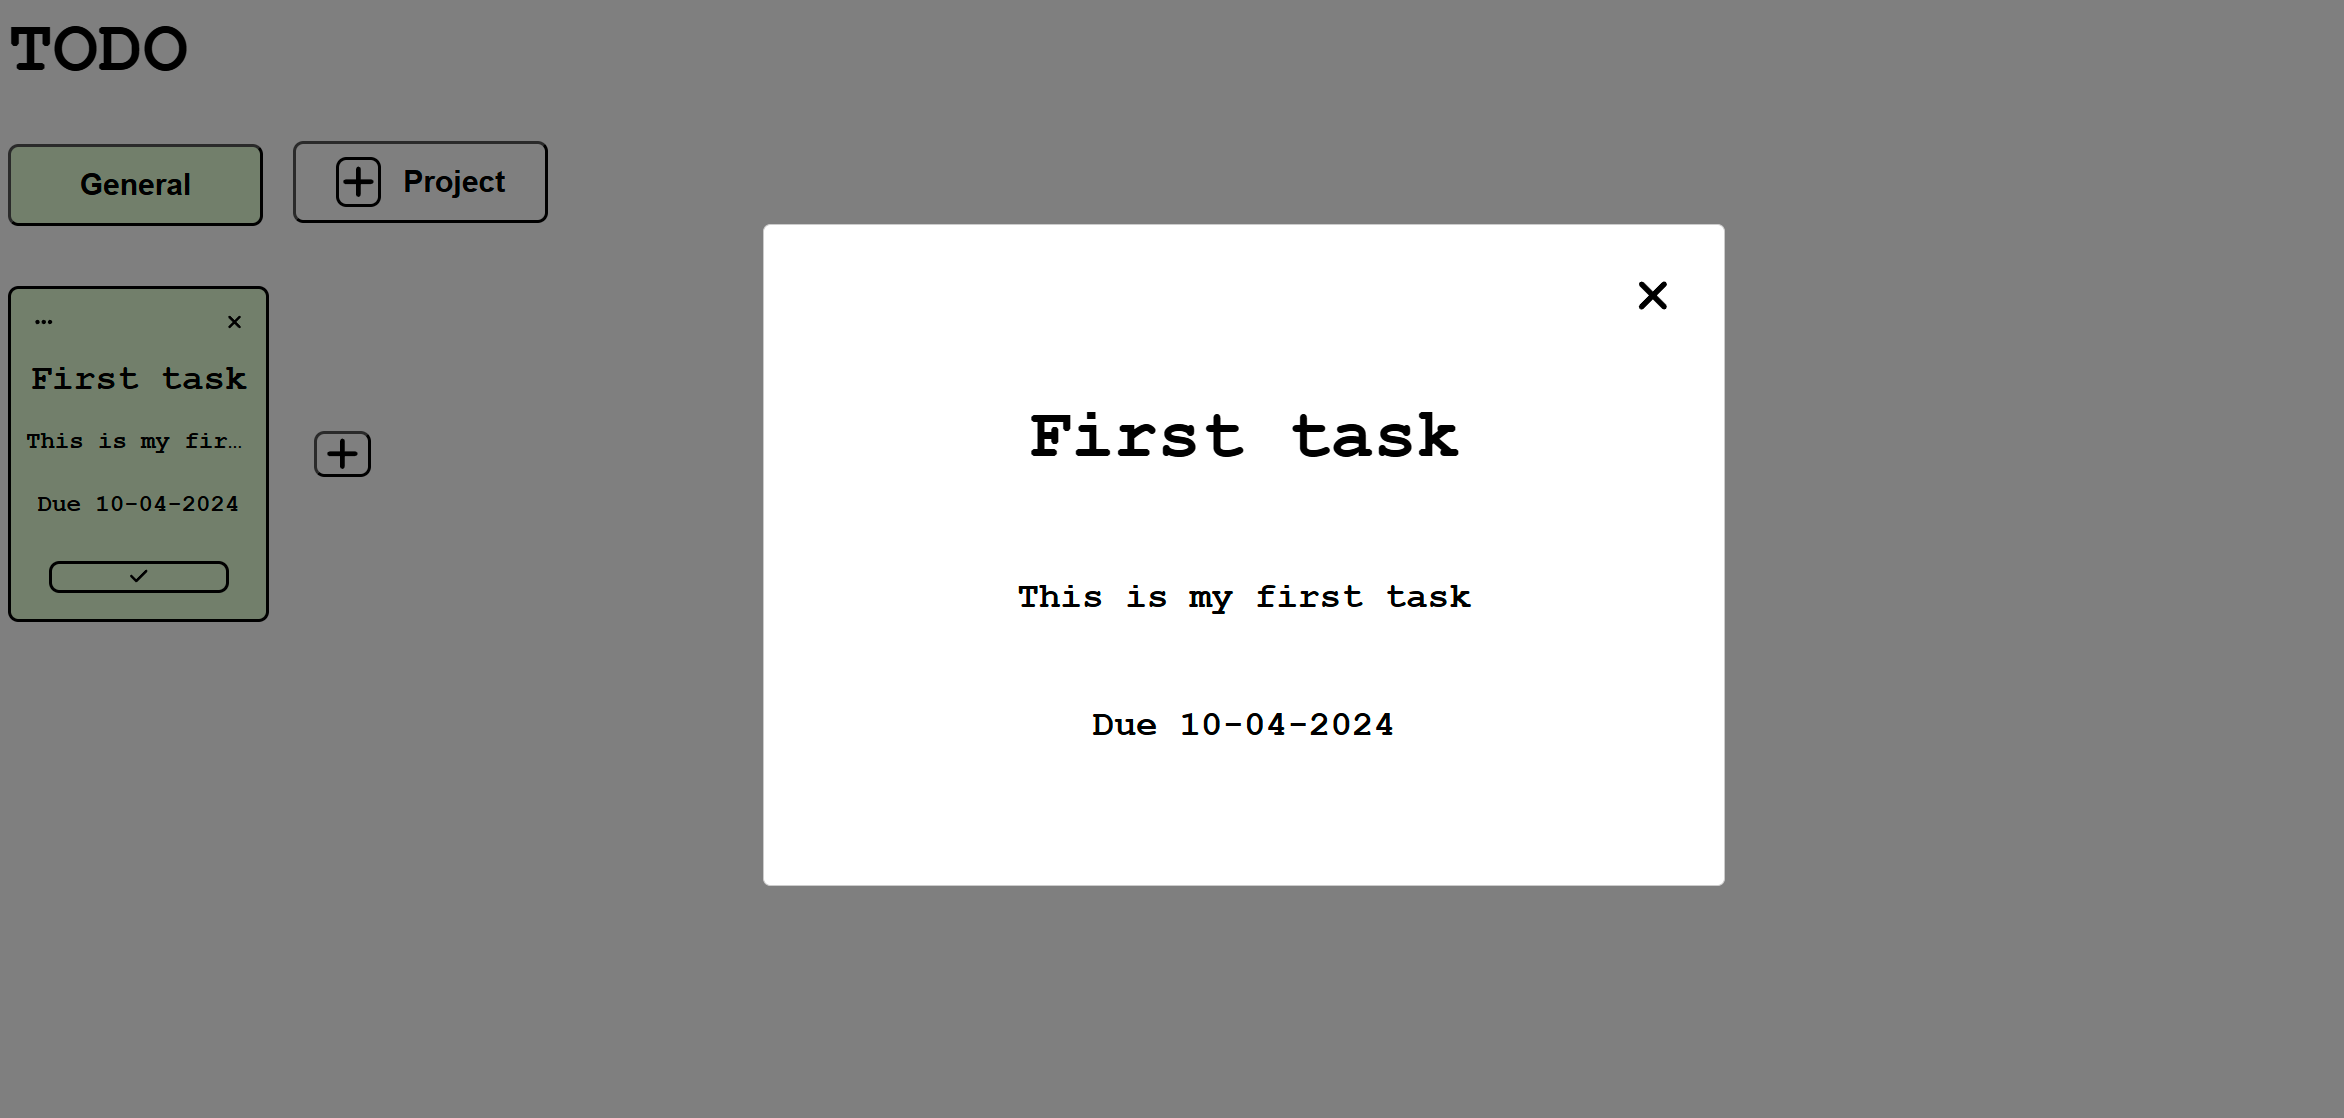 TODO
General
Project
First task
This is my fir...
Due 10-04-2024
First task
This is my first task
Due 10-04-2024